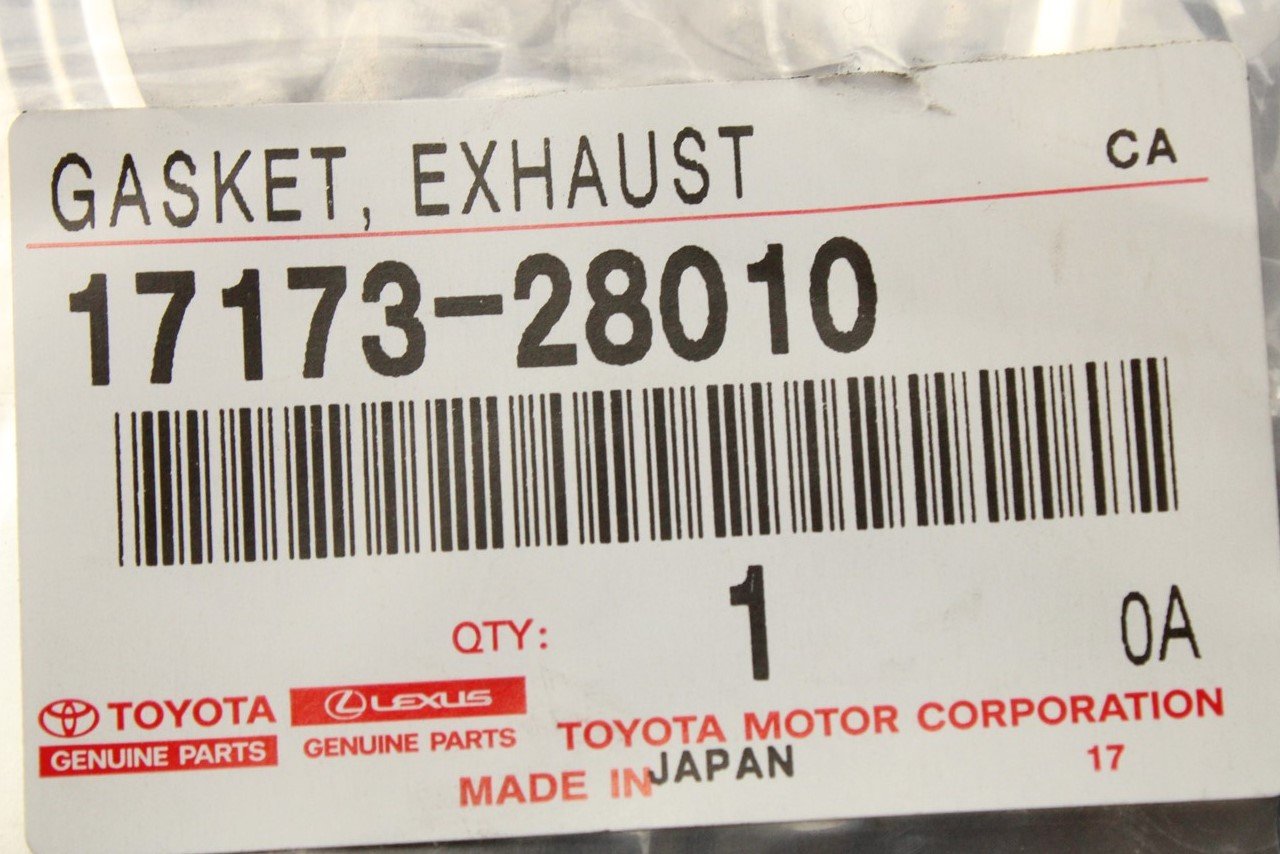 GASKET, EXHAUST CA
17173-28010
QTY: 1 0A
TOYOTA LEXUS
GENUINE PARTS GENUINE PARTS
TOYOTA MOTOR CORPORATION
MADE IN JAPAN 17